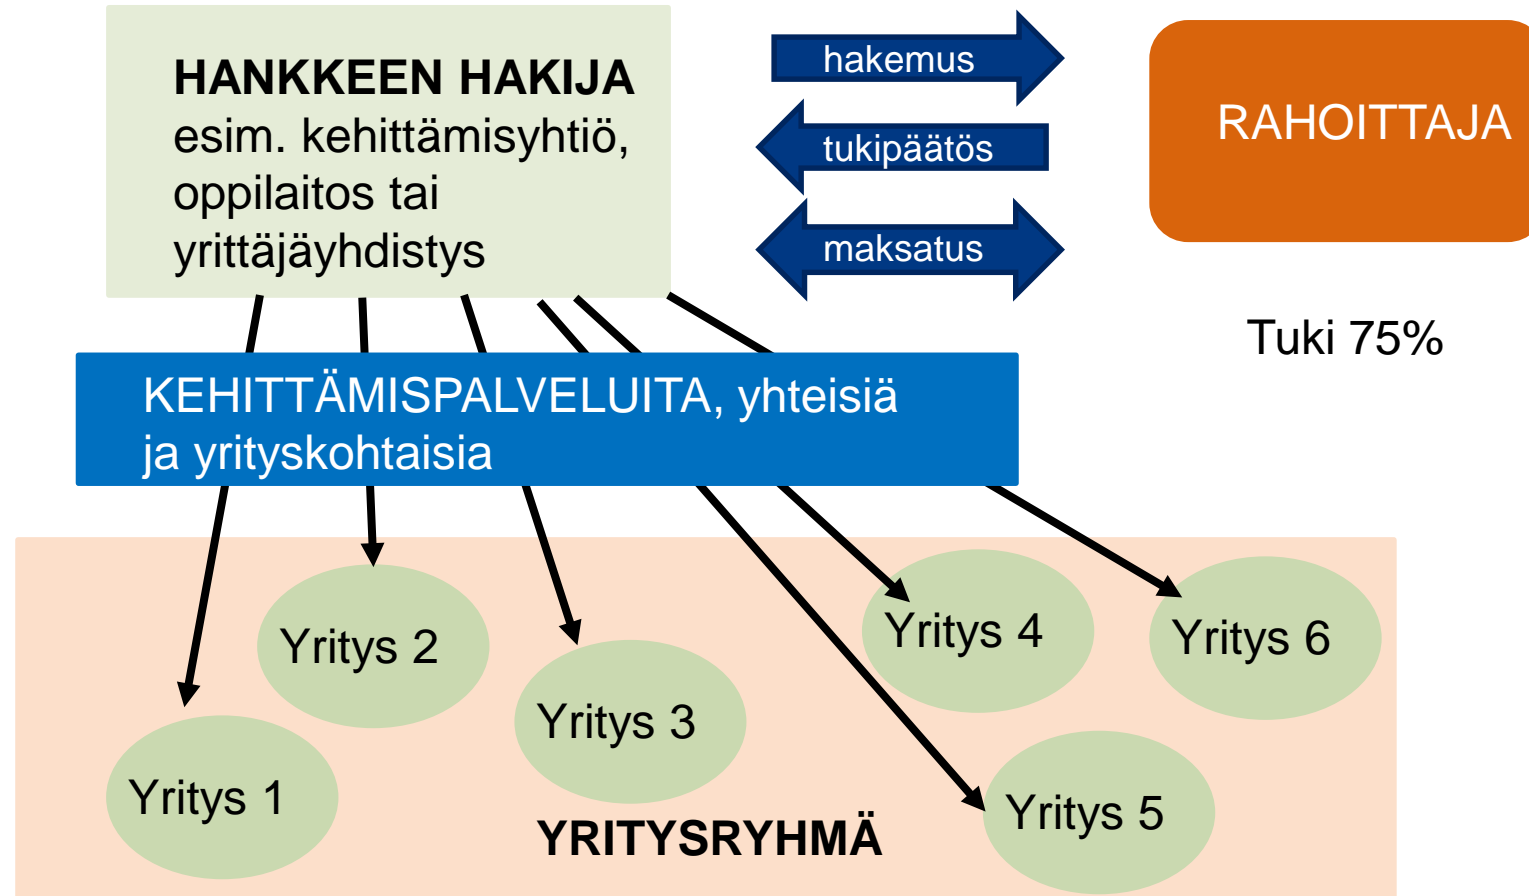 HANKKEEN HAKIJA
esim. kehittämisyhtiö,
oppilaitos tai
yrittäjäyhdistys
hakemus
tukipäätös
maksatus
RAHOITTAJA
Tuki 75%
KEHITTÄMISPALVELUITA, yhteisiä
ja yrityskohtaisia
Yritys 1
Yritys 2
Yritys 3
Yritys 4
Yritys 5
Yritys 6
YRITYSRYHMÄ